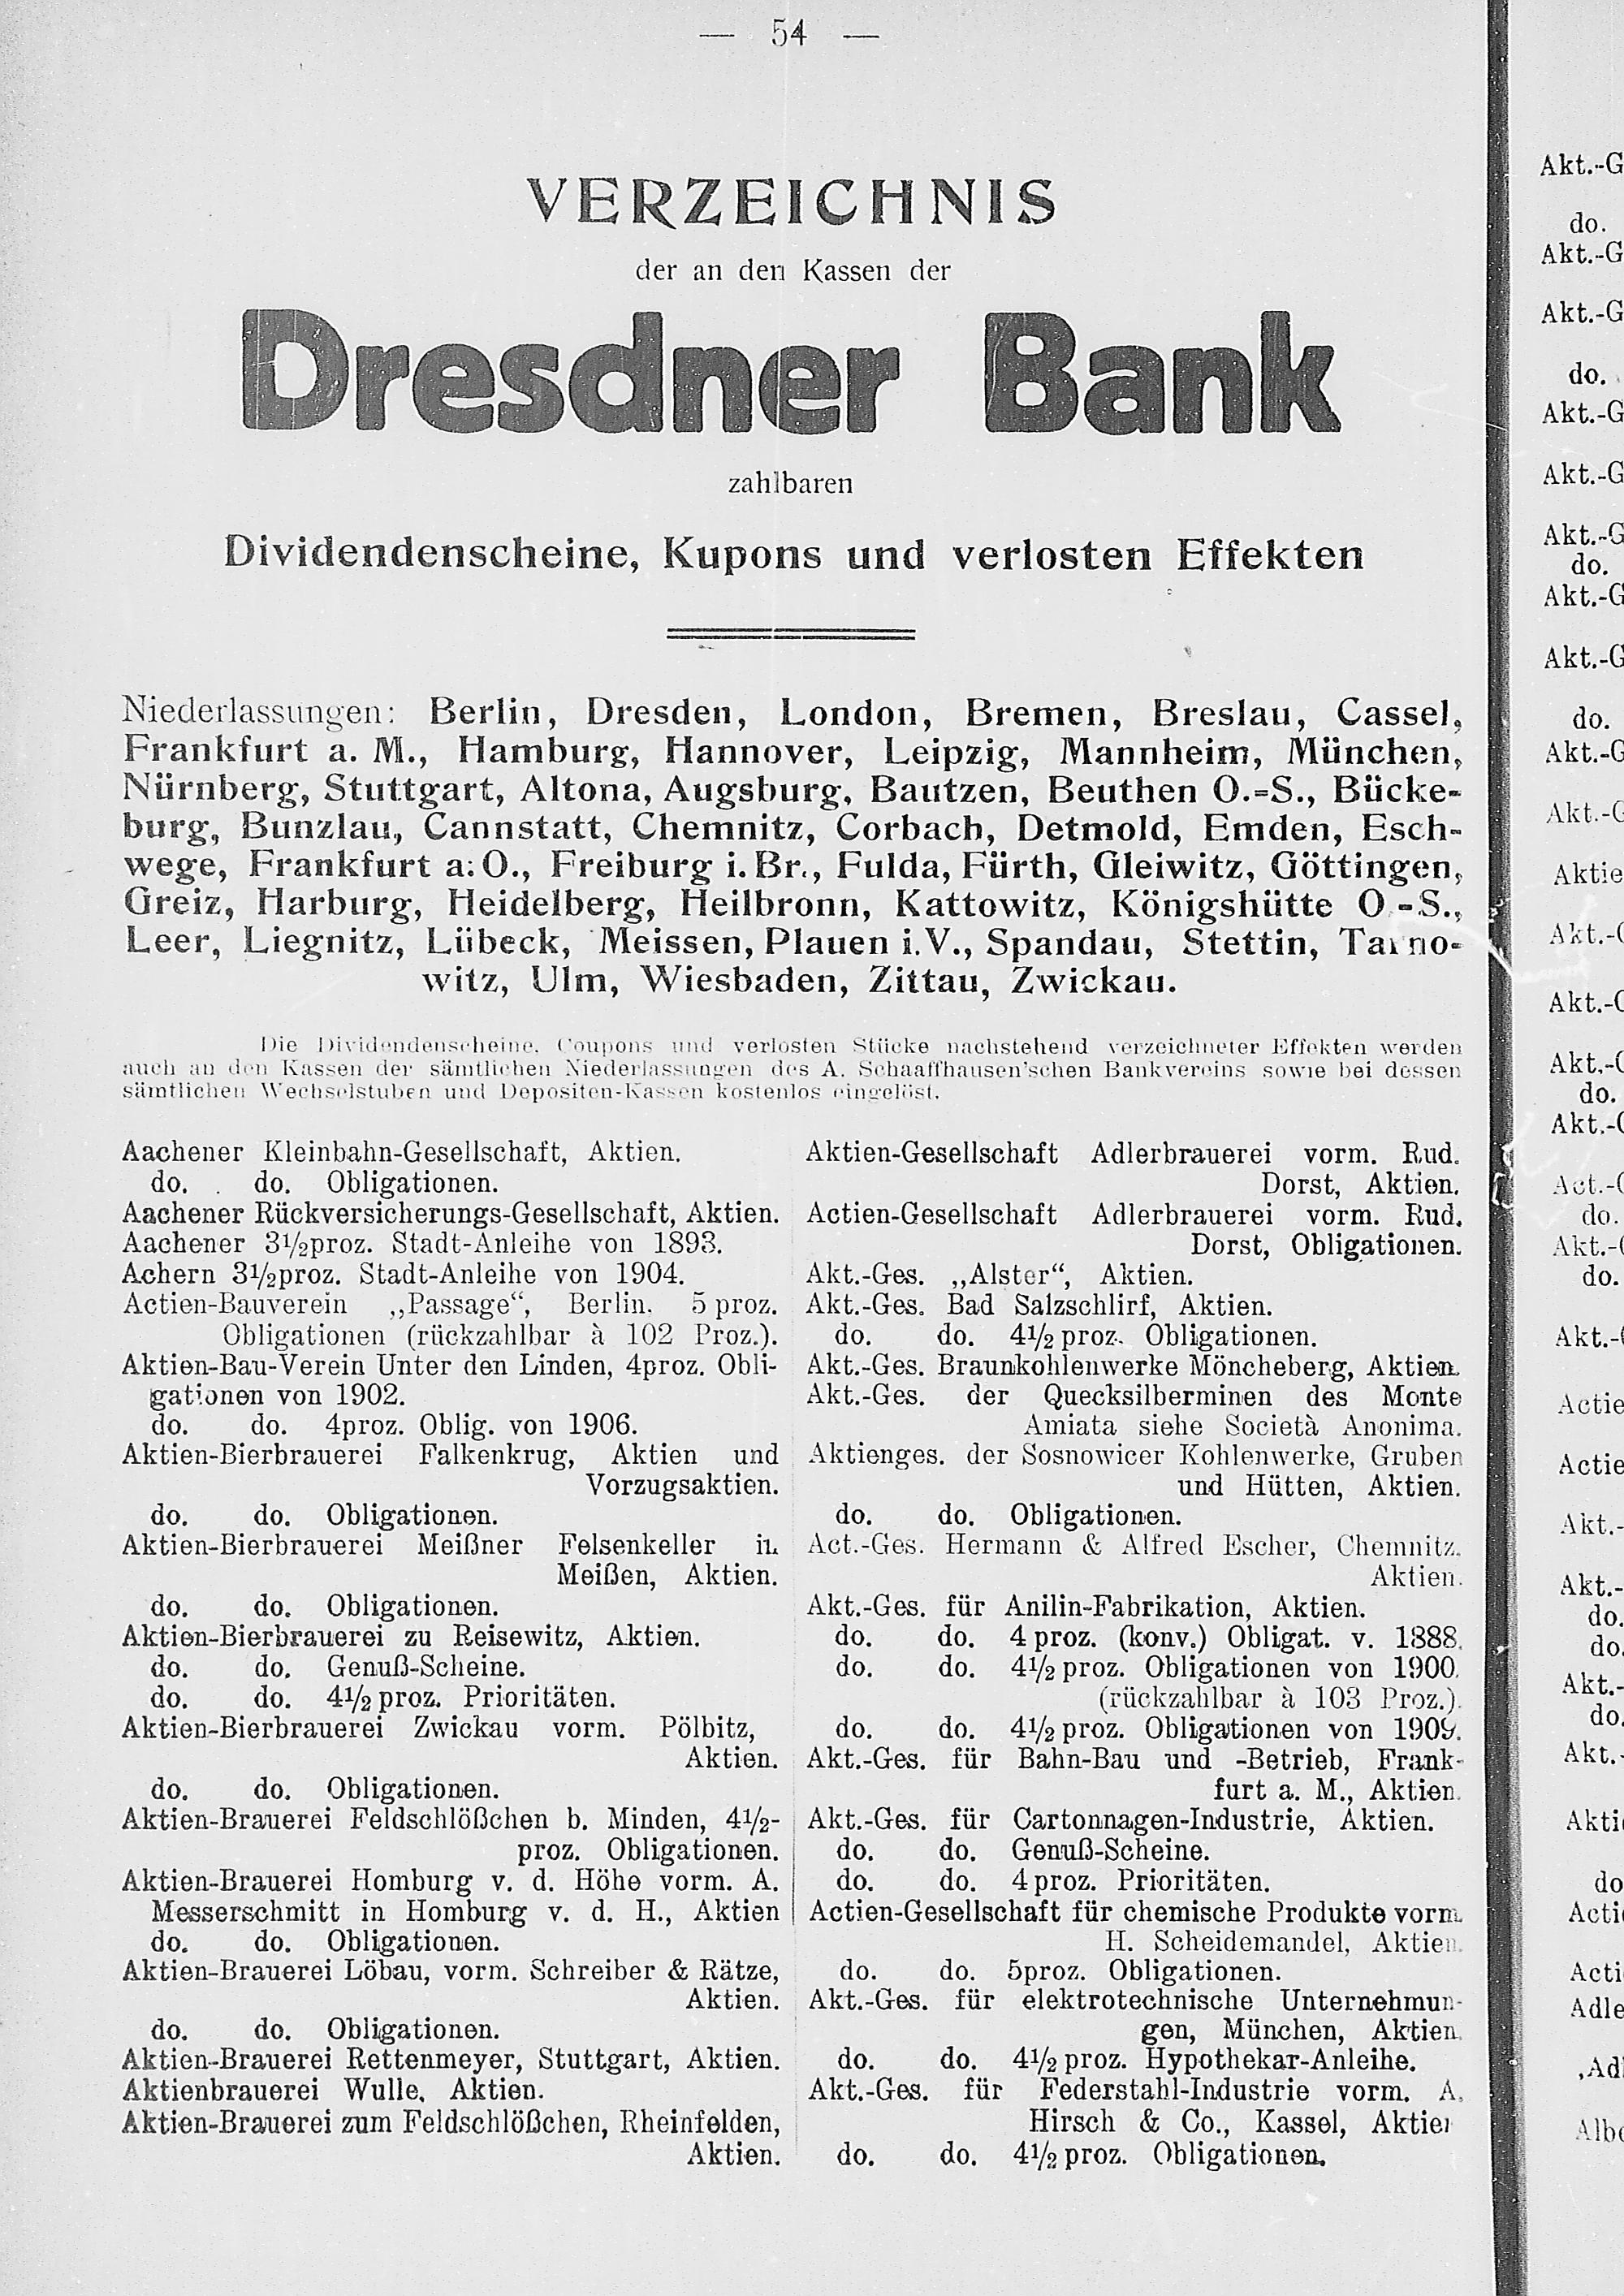 — 54 —
VERZEICHNIS
der an den Kassen der
Dresdner Bank
zahlbaren
Dividendenscheine, Kupons und verlosten Effekten
Niederlassungen: Berlin, Dresden, London, Bremen, Breslau, Cassel,
Frankfurt a. M., Hamburg, Hannover, Leipzig, Mannheim, München,
Nürnberg, Stuttgart, Altona, Augsburg, Bautzen, Beuthen O.-S., Bücke-
burg, Bunzlau, Cannstatt, Chemnitz, Corbach, Detmold, Emden, Esch-
wege, Frankfurt a. O., Freiburg i. Br., Fulda, Fürth, Gleiwitz, Göttingen,
Greiz, Harburg, Heidelberg, Heilbronn, Kattowitz, Königshütte O.-S.,
Leer, Liegnitz, Lübeck, Meissen, Plauen i. V., Spandau, Stettin, Tarno-
witz, Ulm, Wiesbaden, Zittau, Zwickau.
Die Dividendenscheine, Coupons und verlosten Stücke nachstehend verzeichneter Effekten werden
auch an den Kassen der sämtlichen Niederlassungen des A. Schaaffhausen'schen Bankvereins sowie bei dessen
sämtlichen Wechselstuben und Depositen-Kassen kostenlos eingelöst.
Aachener Kleinbahn-Gesellschaft, Aktien.
do. do. Obligationen.
Aachener Rückversicherungs-Gesellschaft, Aktien.
Aachener 3½proz. Stadt-Anleihe von 1893.
Achern 3½proz. Stadt-Anleihe von 1904.
Actien-Bauverein „Passage“, Berlin. 5 proz.
Obligationen (rückzahlbar à 102 Proz.).
Aktien-Bau-Verein Unter den Linden, 4proz. Obli-
gationen von 1902.
do. do. 4proz. Oblig. von 1906.
Aktien-Bierbrauerei Falkenkrug, Aktien und
Vorzugsaktien.
do. do. Obligationen.
Aktien-Bierbrauerei Meißner Felsenkeller in
Meißen, Aktien.
do. do. Obligationen.
Aktien-Bierbrauerei zu Reisewitz, Aktien.
do. do. Genuß-Scheine.
do. do. 4½ proz. Prioritäten.
Aktien-Bierbrauerei Zwickau vorm. Pölbitz,
Aktien.
do. do. Obligationen.
Aktien-Brauerei Feldschlößchen b. Minden, 4½-
proz. Obligationen.
Aktien-Brauerei Homburg v. d. Höhe vorm. A.
Messerschmitt in Homburg v. d. H., Aktien
do. do. Obligationen.
Aktien-Brauerei Löbau, vorm. Schreiber & Rätze,
Aktien.
do. do. Obligationen.
Aktien-Brauerei Rettenmeyer, Stuttgart, Aktien.
Aktienbrauerei Wulle, Aktien.
Aktien-Brauerei zum Feldschlößchen, Rheinfelden,
Aktien.
Aktien-Gesellschaft Adlerbrauerei vorm. Rud.
Dorst, Aktien.
Actien-Gesellschaft Adlerbrauerei vorm. Rud.
Dorst, Obligationen.
Akt.-Ges. „Alster“, Aktien.
Akt.-Ges. Bad Salzschlirf, Aktien.
do. do. 4½ proz. Obligationen.
Akt.-Ges. Braunkohlenwerke Möncheberg, Aktien.
Akt.-Ges. der Quecksilberminen des Monte
Amiata siehe Società Anonima.
Aktienges. der Sosnowicer Kohlenwerke, Gruben
und Hütten, Aktien.
do. do. Obligationen.
Act.-Ges. Hermann & Alfred Escher, Chemnitz.
Aktien.
Akt.-Ges. für Anilin-Fabrikation, Aktien.
do. do. 4 proz. (konv.) Obligat. v. 1888.
do. do. 4½ proz. Obligationen von 1900.
(rückzahlbar à 103 Proz.).
do. do. 4½ proz. Obligationen von 1909.
Akt.-Ges. für Bahn-Bau und -Betrieb, Frank-
furt a. M., Aktien.
Akt.-Ges. für Cartonnagen-Industrie, Aktien.
do. do. Genuß-Scheine.
do. do. 4 proz. Prioritäten.
Actien-Gesellschaft für chemische Produkte vorm.
H. Scheidemandel, Aktien.
do. do. 5proz. Obligationen.
Akt.-Ges. für elektrotechnische Unternehmun-
gen, München, Aktien.
do. do. 4½ proz. Hypothekar-Anleihe.
Akt.-Ges. für Federstahl-Industrie vorm. A.
Hirsch & Co., Kassel, Aktien
do. do. 4½ proz. Obligationen.